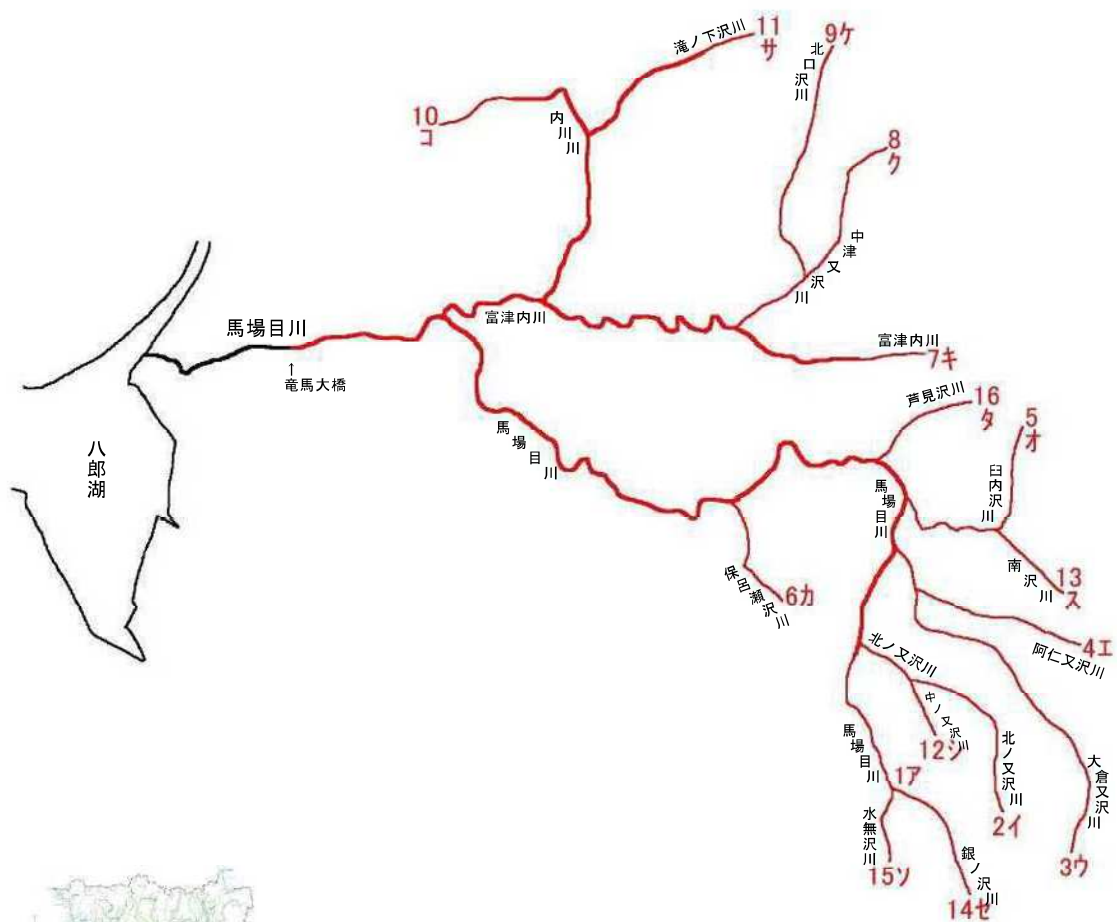 11
サ
滝ノ下沢川
9ケ
北口沢川
10
コ
内川川
8
ク
中津又沢川
馬場目川
富津内川
富津内川
7キ
↑
竜馬大橋
芦見沢川
16
タ
5
オ
八郎湖
馬場目川
臼内沢川
馬場目川
南沢川
13
ス
保呂瀬沢川
6カ
4エ
阿仁又沢川
北ノ又沢川
中ノ又沢川
12シ
北ノ又沢川
馬場目川
1ア
大倉又沢川
2イ
水無沢川
銀ノ沢川
3ウ
15ソ
14セ